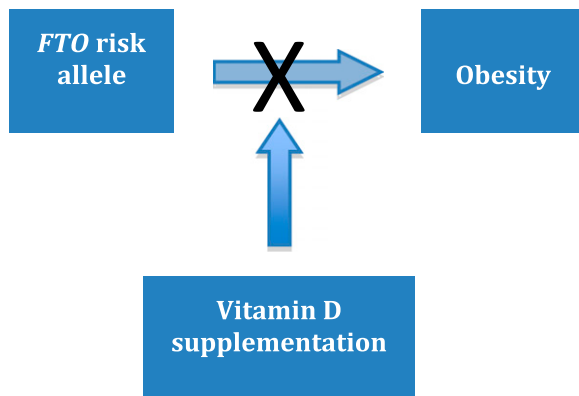 FTO risk
allele
X
Obesity
Vitamin D
supplementation